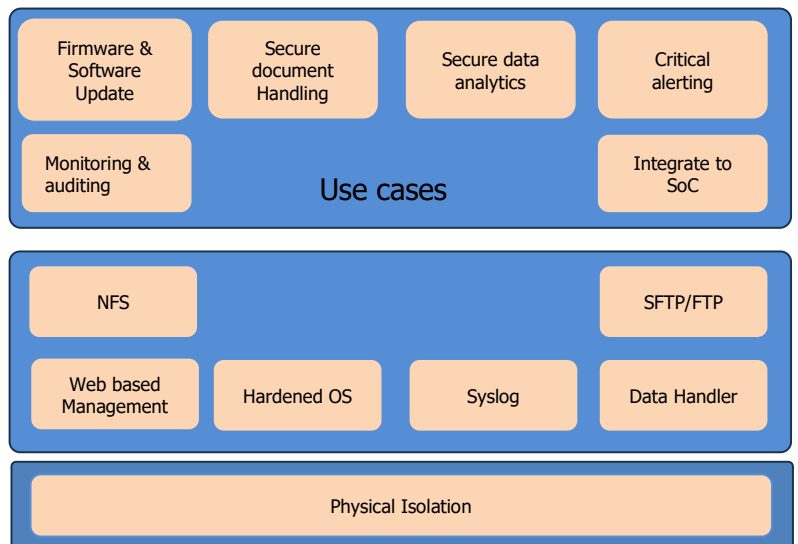 Firmware &
Software
Update
Secure
document
Handling
Secure data
analytics
Critical
alerting
Monitoring &
auditing
Use cases
Integrate to
SoC
NFS
SFTP/FTP
Web based
Management
Hardened OS
Syslog
Data Handler
Physical Isolation